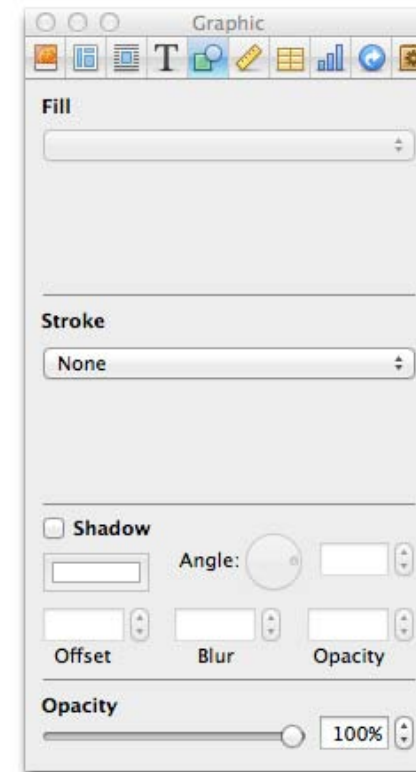 Graphic
T
Fill
Stroke
None
Shadow
Angle:
Offset Blur Opacity
Opacity
100%